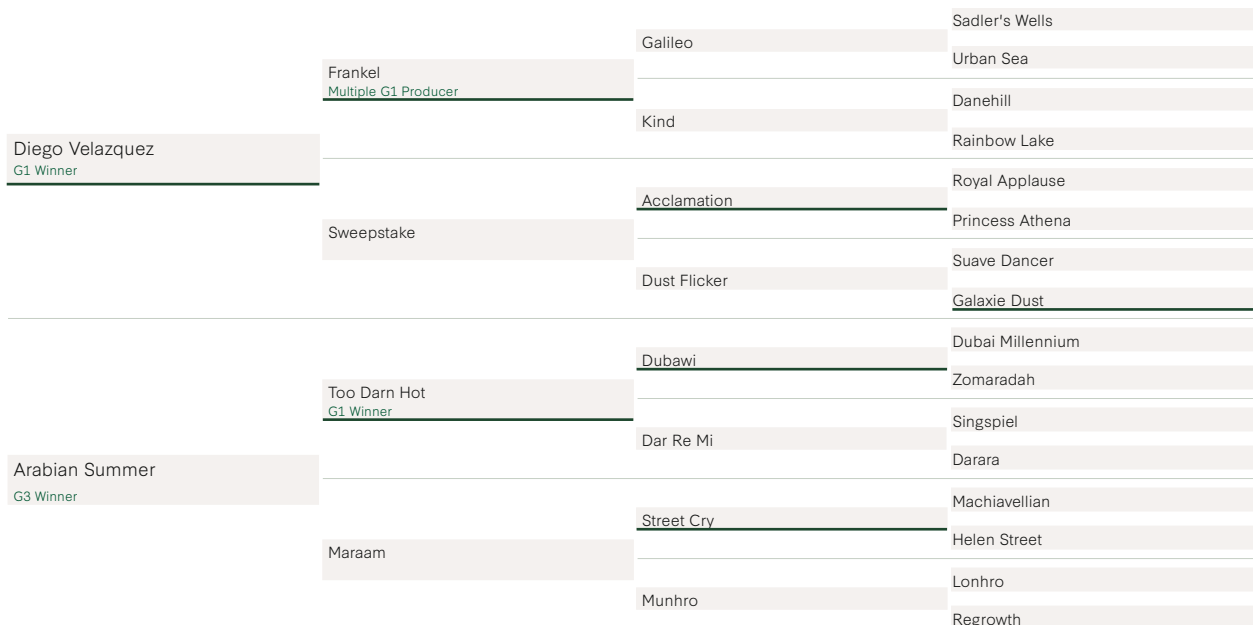 Diego Velazquez
G1 Winner
Arabian Summer
G3 Winner
Frankel
Multiple G1 Producer
Sweepstake
Too Darn Hot
G1 Winner
Maraam
Galileo
Kind
Acclamation
Dust Flicker
Dubawi
Dar Re Mi
Street Cry
Munhro
Sadler's Wells
Urban Sea
Danehill
Rainbow Lake
Royal Applause
Princess Athena
Suave Dancer
Galaxie Dust
Dubai Millennium
Zomaradah
Singspiel
Darara
Machiavellian
Helen Street
Lonhro
Regrowth